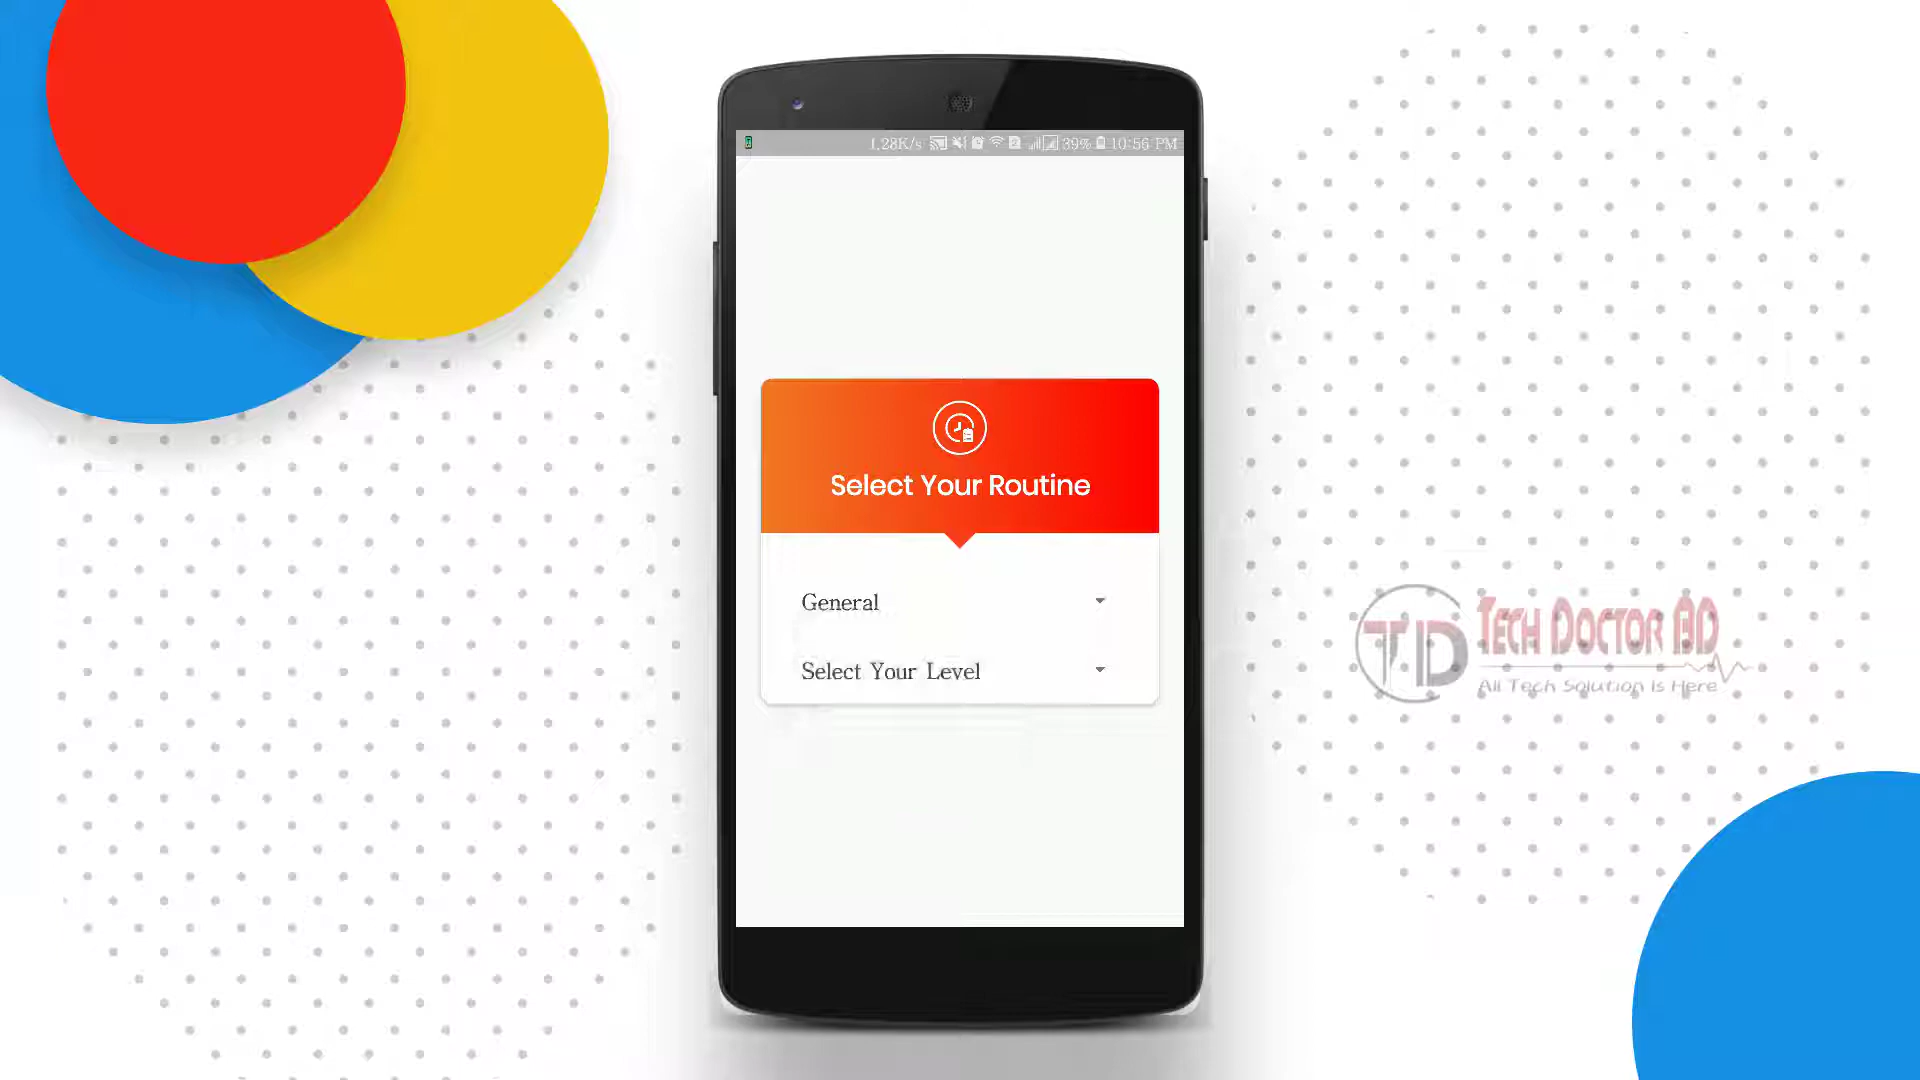 1.28K/s 39% 10:56 PM
Select Your Routine
General
Select Your Level
TD
TECH DOCTOR BD
All Tech Solution Is Here